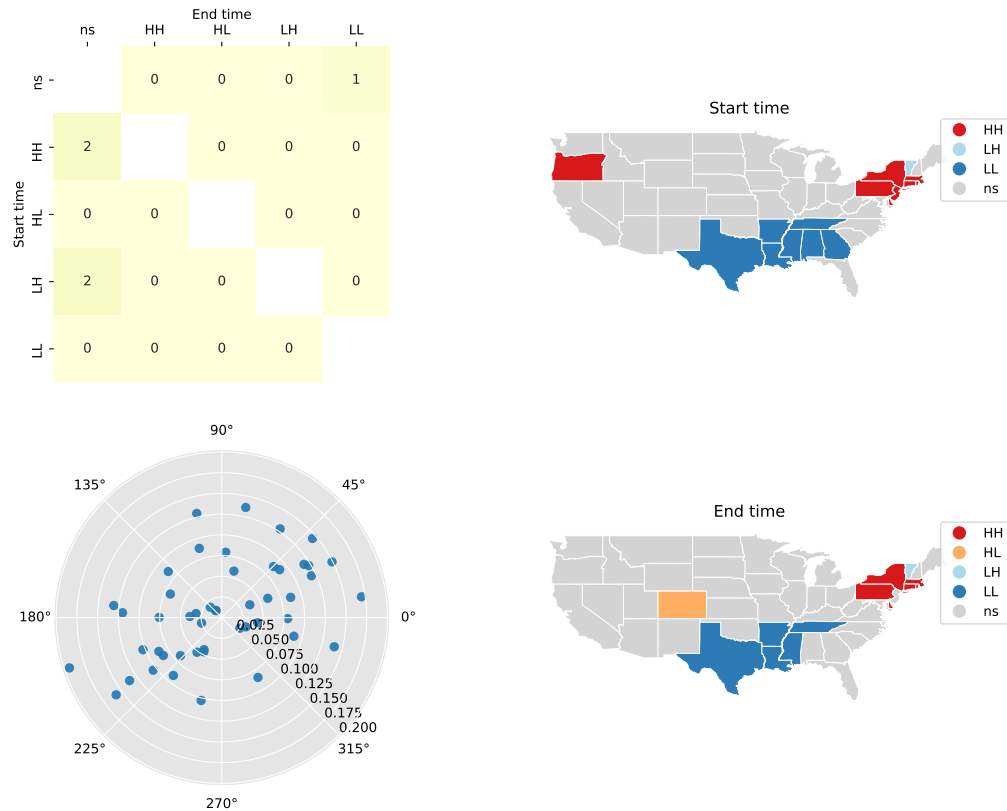 End time
ns HH HL LH LL
Start time
ns 0 0 0 1
HH 2 0 0 0
HL 0 0 0 0
LH 2 0 0 0
LL 0 0 0 0
Start time
HH
LH
LL
ns
90°
135° 45°
180° 0°
225° 315°
270°
0.025
0.050
0.075
0.100
0.125
0.150
0.175
0.200
End time
HH
HL
LH
LL
ns